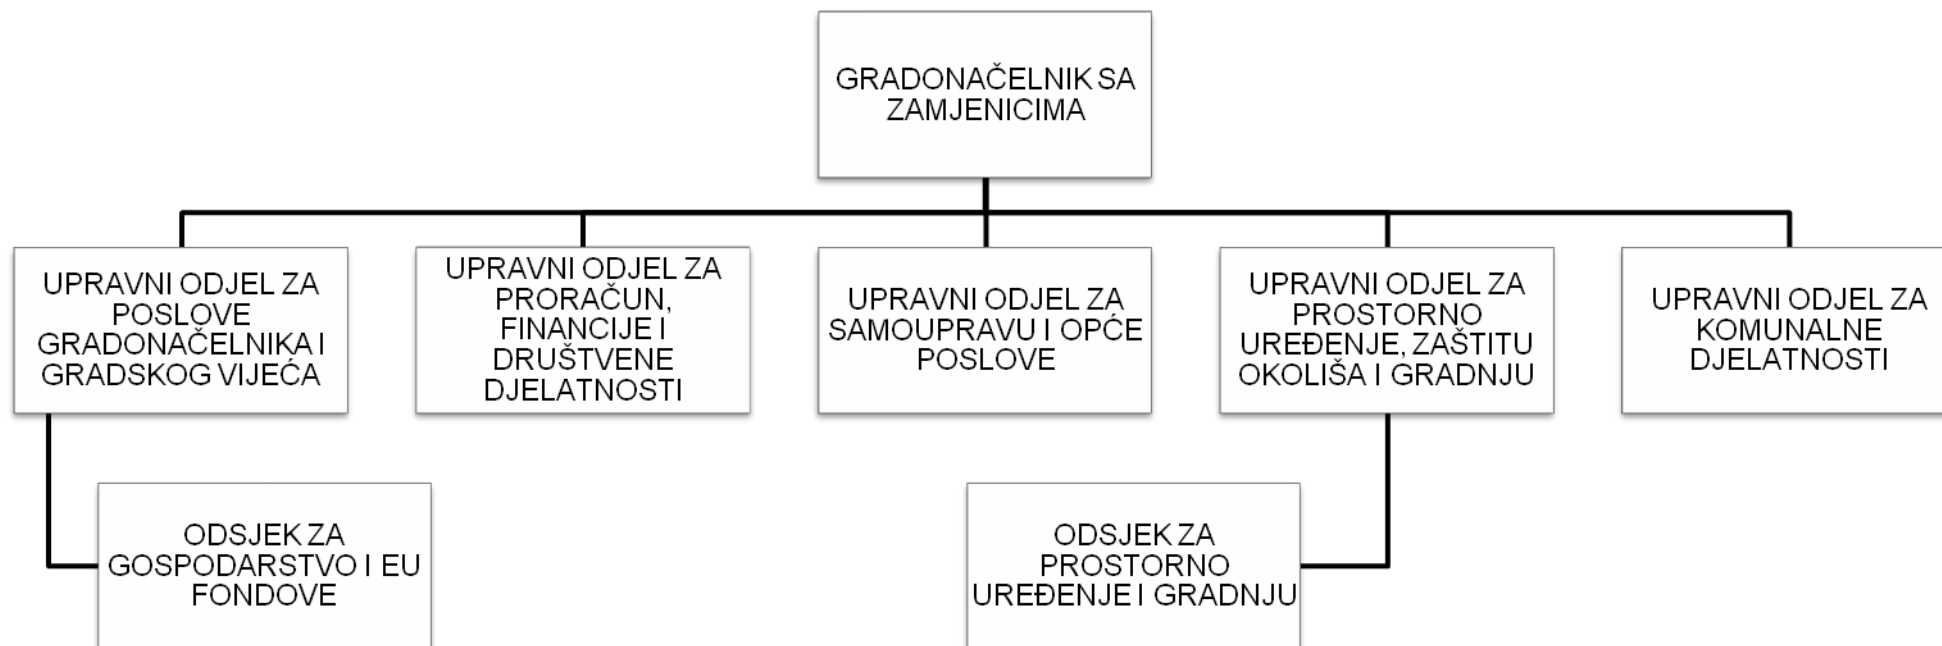 GRADONAČELNIK SA
ZAMJENICIMA
UPRAVNI ODJEL ZA
POSLOVE
GRADONAČELNIKA I
GRADSKOG VIJEĆA
UPRAVNI ODJEL ZA
PRORAČUN,
FINANCIJE I
DRUŠTVENE
DJELATNOSTI
UPRAVNI ODJEL ZA
SAMOUPRAVU I OPĆE
POSLOVE
UPRAVNI ODJEL ZA
PROSTORNO
UREĐENJE, ZAŠTITU
OKOLIŠA I GRADNJU
UPRAVNI ODJEL ZA
KOMUNALNE
DJELATNOSTI
ODSJEK ZA
GOSPODARSTVO I EU
FONDOVE
ODSJEK ZA
PROSTORNO
UREĐENJE I GRADNJU